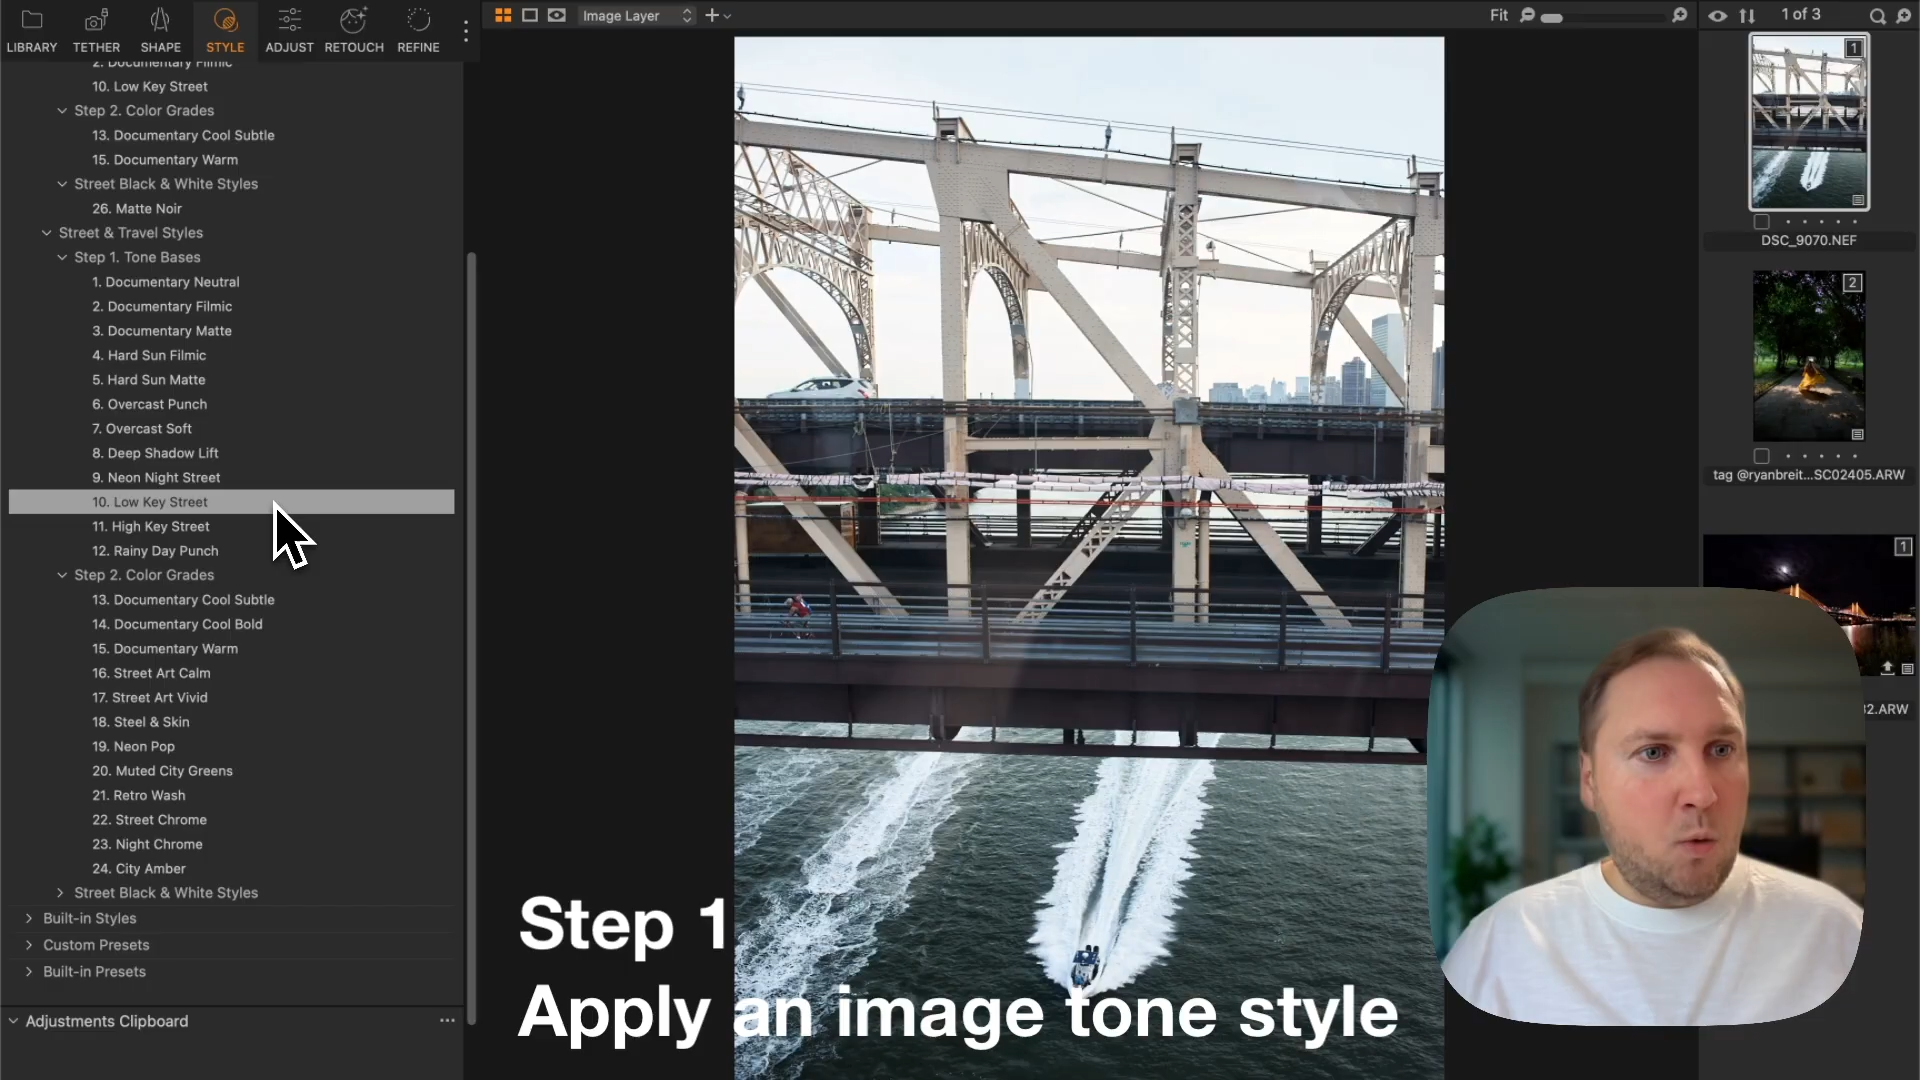 LIBRARY
TETHER
SHAPE
STYLE
ADJUST
RETOUCH
REFINE
Image Layer
Fit
1 of 3
2. Documentary Filmic
10. Low Key Street
Step 2. Color Grades
13. Documentary Cool Subtle
15. Documentary Warm
Street Black & White Styles
26. Matte Noir
Street & Travel Styles
Step 1. Tone Bases
1. Documentary Neutral
2. Documentary Filmic
3. Documentary Matte
4. Hard Sun Filmic
5. Hard Sun Matte
6. Overcast Punch
7. Overcast Soft
8. Deep Shadow Lift
9. Neon Night Street
10. Low Key Street
11. High Key Street
12. Rainy Day Punch
Step 2. Color Grades
13. Documentary Cool Subtle
14. Documentary Cool Bold
15. Documentary Warm
16. Street Art Calm
17. Street Art Vivid
18. Steel & Skin
19. Neon Pop
20. Muted City Greens
21. Retro Wash
22. Street Chrome
23. Night Chrome
24. City Amber
Street Black & White Styles
Built-in Styles
Custom Presets
Built-in Presets
Adjustments Clipboard
Step 1
Apply an image tone style
1
DSC_9070.NEF
2
tag @ryanbreit...SC02405.ARW
1
32.ARW